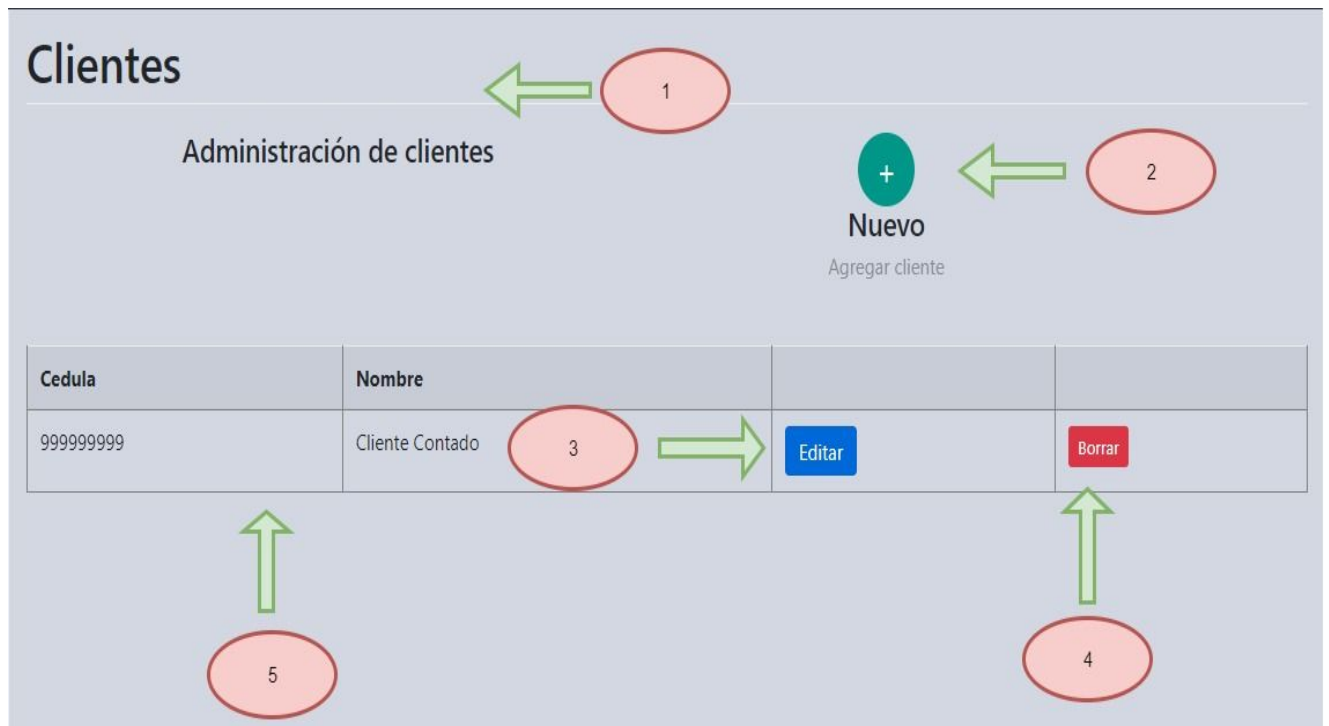 Clientes
1
Administración de clientes
+
2
Nuevo
Agregar cliente
Cedula Nombre
999999999 Cliente Contado 3 Editar Borrar
5
4